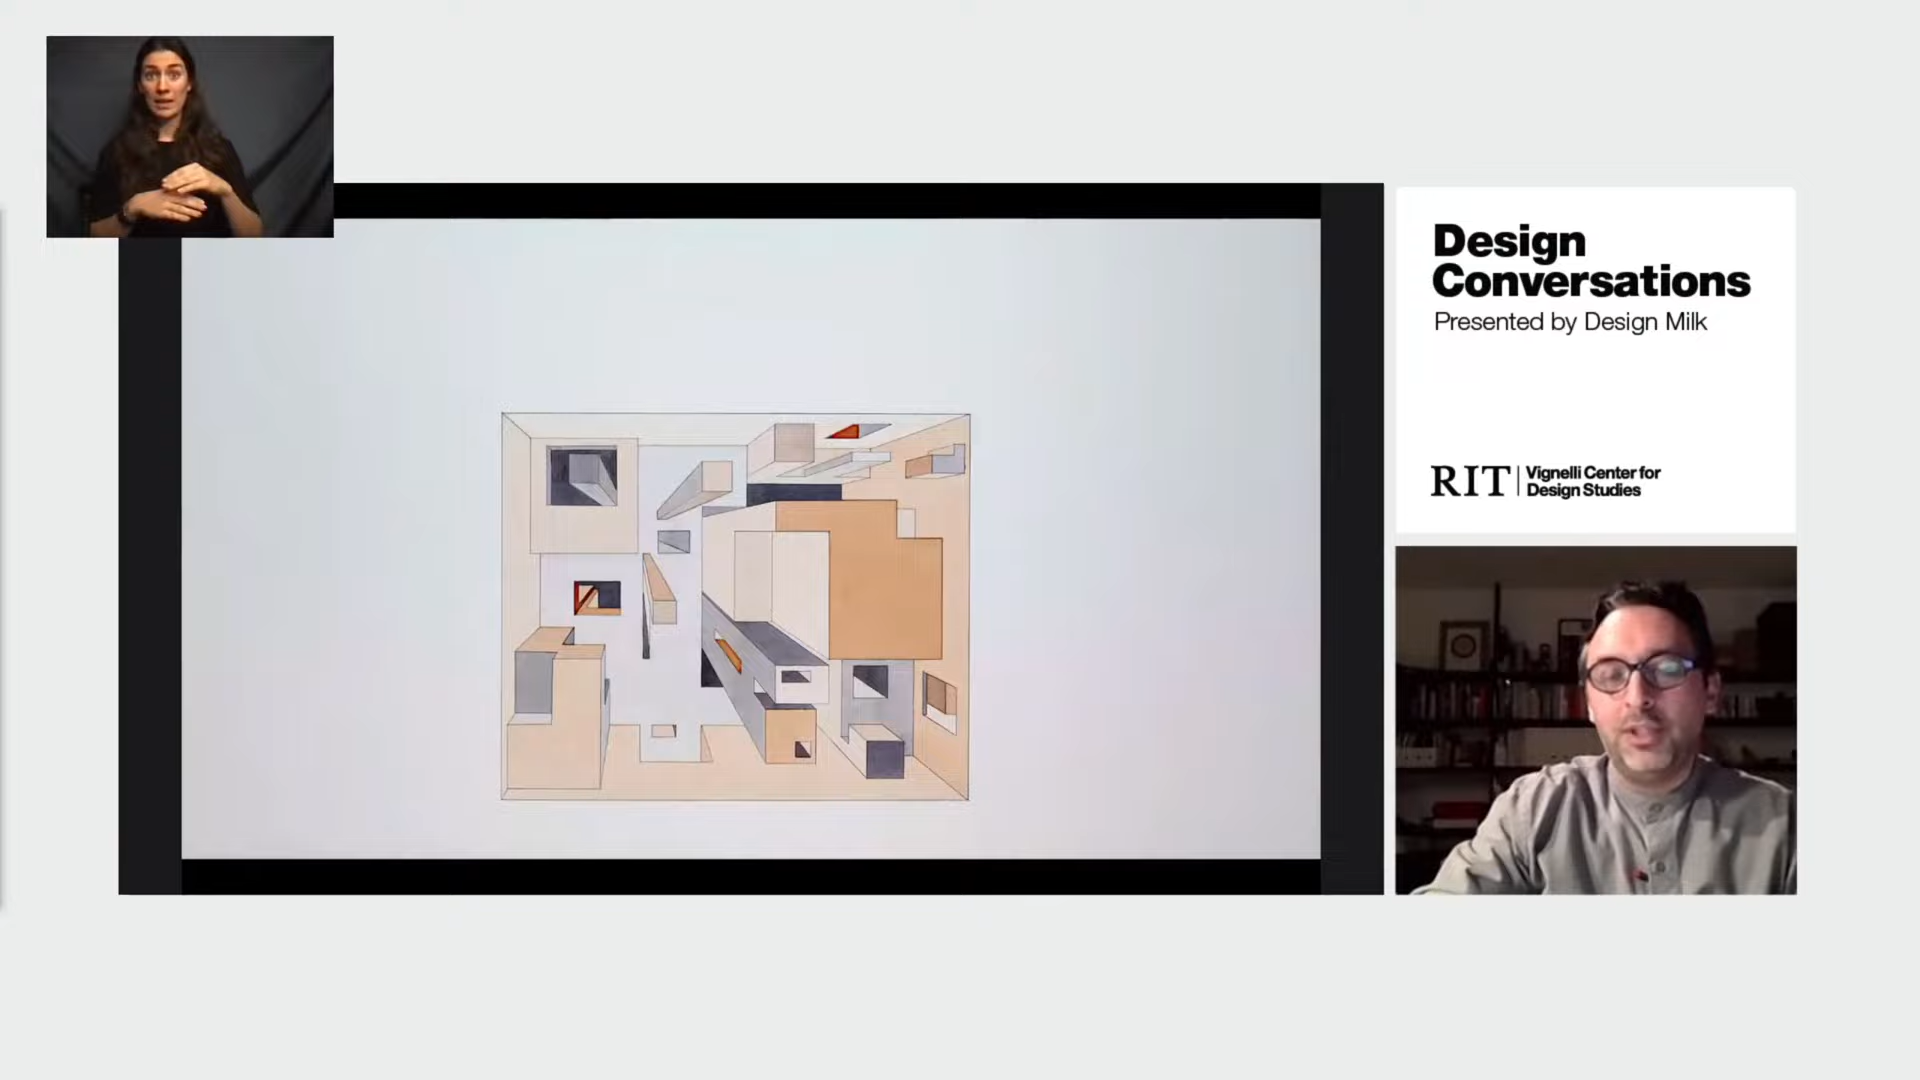 Design
Conversations
Presented by Design Milk
RIT
Vignelli Center for
Design Studies